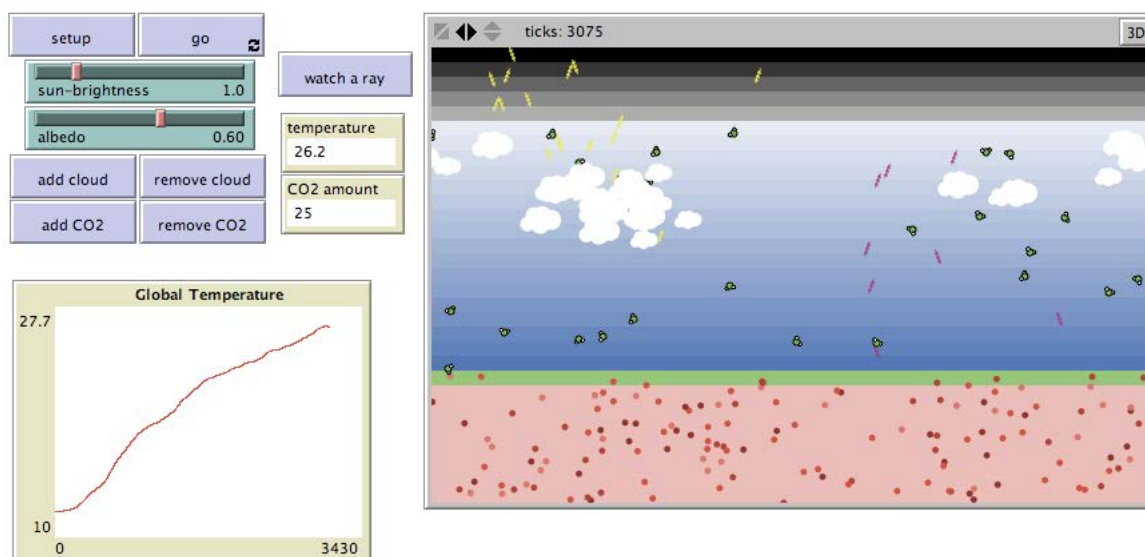 setup
go
sun-brightness 1.0
albedo 0.60
add cloud
remove cloud
add CO2
remove CO2
watch a ray
temperature
26.2
CO2 amount
25
Global Temperature
27.7
10
0
3430
ticks: 3075
3D